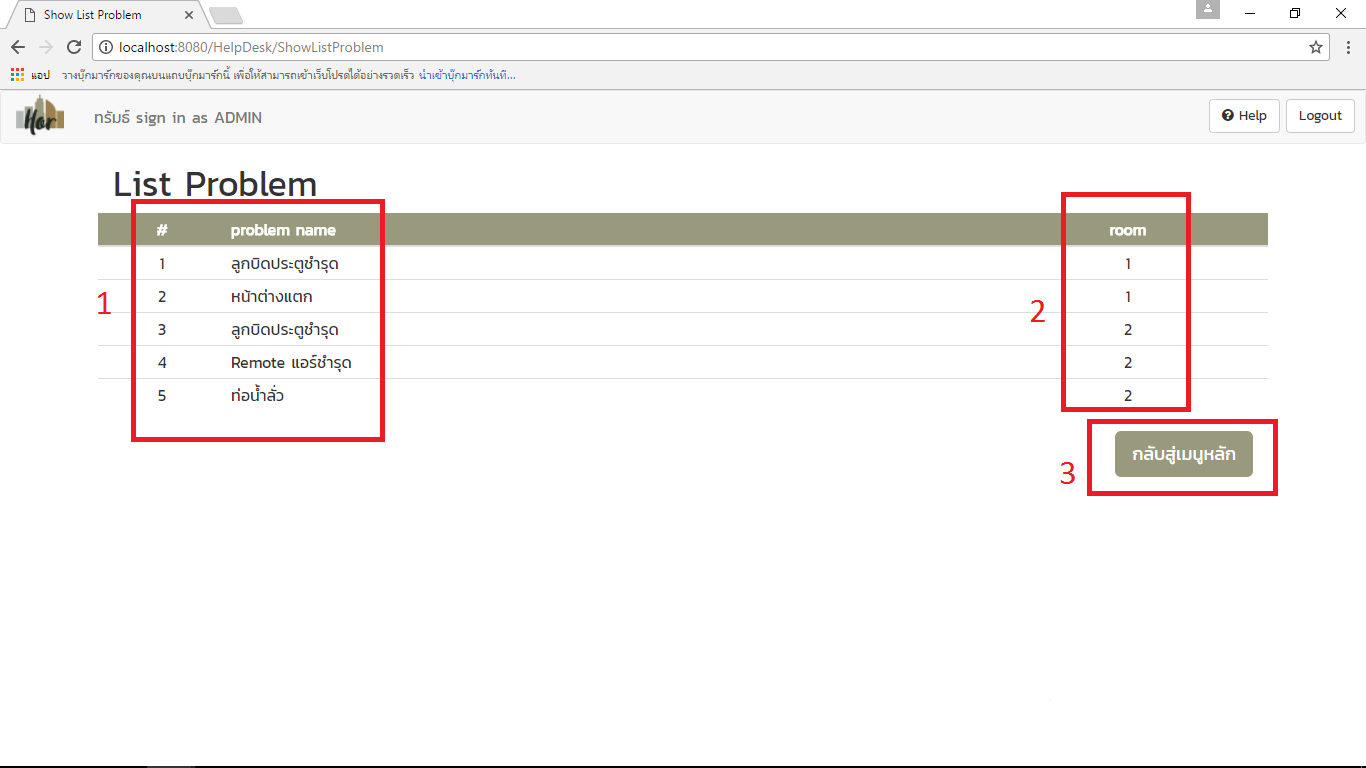 Show List Problem
localhost:8080/HelpDesk/ShowListProblem
แอป วางบุ๊กมาร์กของคุณบนแถบบุ๊กมาร์กนี้ เพื่อให้สามารถเข้าเว็บโปรดได้อย่างรวดเร็ว นำเข้าบุ๊กมาร์กทันที...
Hor ทรัมธ์ sign in as ADMIN Help Logout
List Problem
# problem name room
1 ลูกบิดประตูชำรุด 1
2 หน้าต่างแตก 1
3 ลูกบิดประตูชำรุด 2
4 Remote แอร์ชำรุด 2
5 ท่อน้ำลั่ว 2
1
2
กลับสู่เมนูหลัก
3